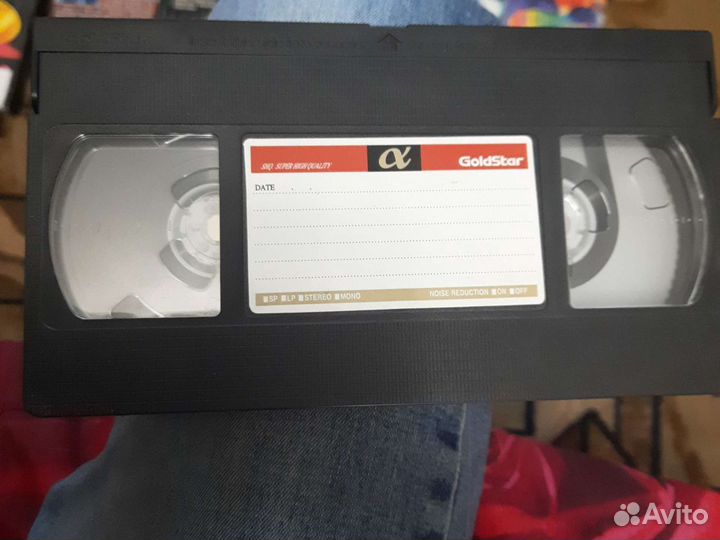 SHQ. SUPER HIGH QUALITY α GoldStar
DATE . .
■SP ■LP ■STEREO ■MONO NOISE REDUCTION ■ON ■OFF
Avito